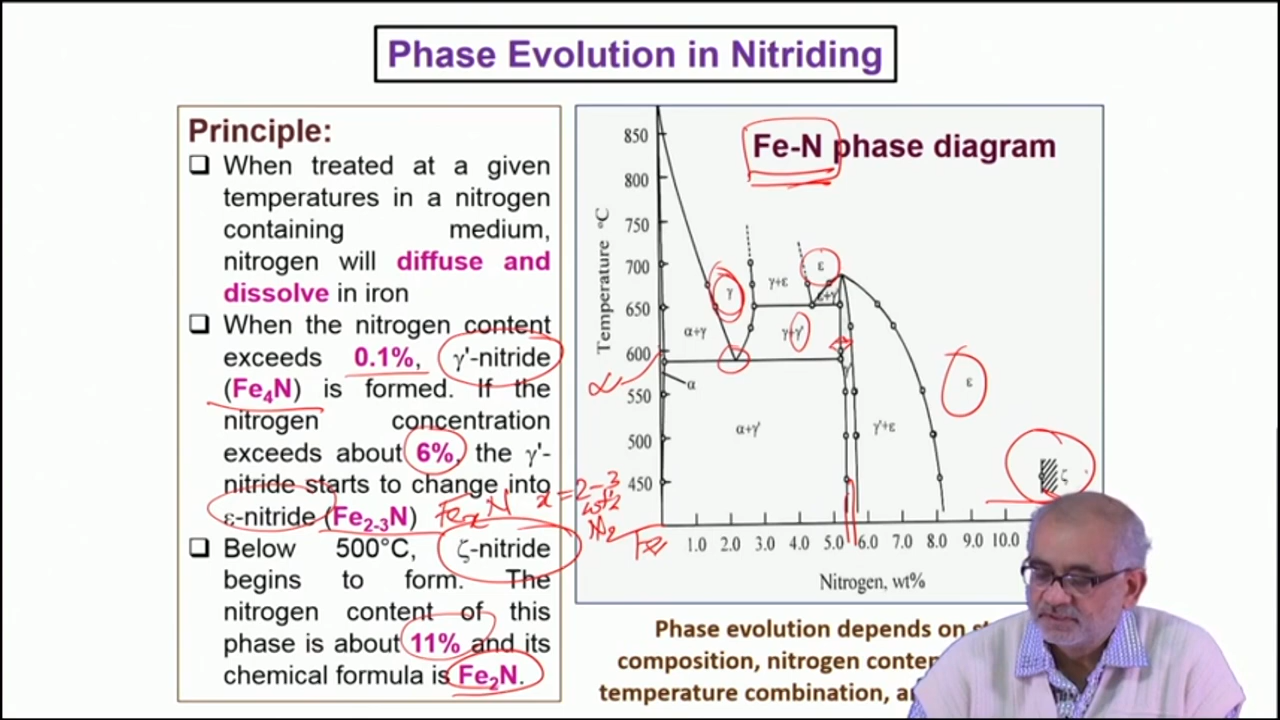 Phase Evolution in Nitriding
Principle:
❑ When treated at a given
temperatures in a nitrogen
containing medium,
nitrogen will diffuse and
dissolve in iron
❑ When the nitrogen content
exceeds 0.1%, γ'-nitride
(Fe₄N) is formed. If the
nitrogen concentration
exceeds about 6%, the γ'-
nitride starts to change into
ε-nitride (Fe₂₋₃N)
FeₓN x = 2-3
❑ Below 500°C, ζ-nitride
begins to form. The
nitrogen content of this
phase is about 11% and its
chemical formula is Fe₂N.
Fe-N phase diagram
Temperature °C
850
800
750
700
650
600
550
500
450
ε
γ+ε
γ
ε+γ'
α+γ
γ+γ'
α
α
γ'
ε
α+γ'
γ'+ε
ζ
N₂
Fe
1.0 2.0 3.0 4.0 5.0 6.0 7.0 8.0 9.0 10.0
Nitrogen, wt%
Phase evolution depends on
composition, nitrogen
temperature combination,